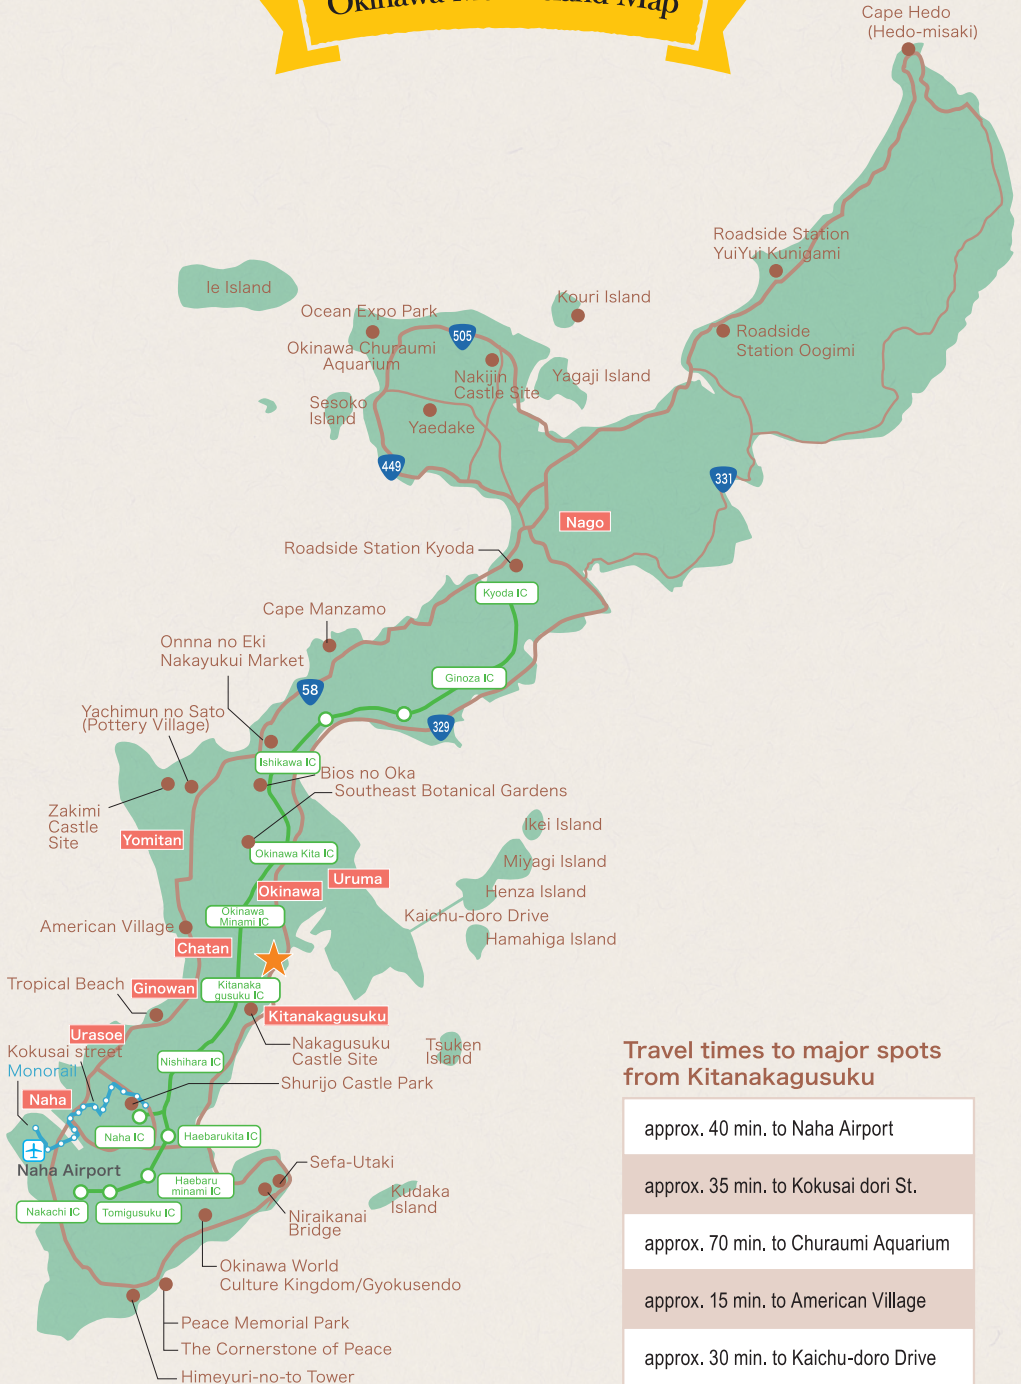 Okinawa Map
Cape Hedo
(Hedo-misaki)
Roadside Station
YuiYui Kunigami
Ie Island
Kouri Island
Ocean Expo Park
505
Roadside
Station Oogimi
Okinawa Churaumi
Aquarium
Nakijin
Castle Site
Yagaji Island
Sesoko
Island
Yaedake
449
331
Nago
Roadside Station Kyoda
Kyoda IC
Cape Manzamo
Onnna no Eki
Nakayukui Market
Ginoza IC
58
Yachimun no Sato
(Pottery Village)
329
Ishikawa IC
Bios no Oka
Southeast Botanical Gardens
Zakimi
Castle
Site
Ikei Island
Yomitan
Okinawa Kita IC
Miyagi Island
Uruma
Okinawa
Henza Island
Okinawa
Minami IC
Kaichu-doro Drive
American Village
Chatan
Hamahiga Island
Tropical Beach
Ginowan
Kitanaka
gusuku IC
Kitanakagusuku
Urasoe
Nakagusuku
Castle Site
Tsuken
Island
Kokusai street
Monorail
Nishihara IC
Shurijo Castle Park
Naha
Naha IC
Haebarukita IC
Naha Airport
Sefa-Utaki
Haebaru
minami IC
Kudaka
Island
Nakachi IC
Tomigusuku IC
Niraikanai
Bridge
Okinawa World
Culture Kingdom/Gyokusendo
Peace Memorial Park
The Cornerstone of Peace
Himeyuri-no-to Tower
Travel times to major spots
from Kitanakagusuku
approx. 40 min. to Naha Airport
approx. 35 min. to Kokusai dori St.
approx. 70 min. to Churaumi Aquarium
approx. 15 min. to American Village
approx. 30 min. to Kaichu-doro Drive